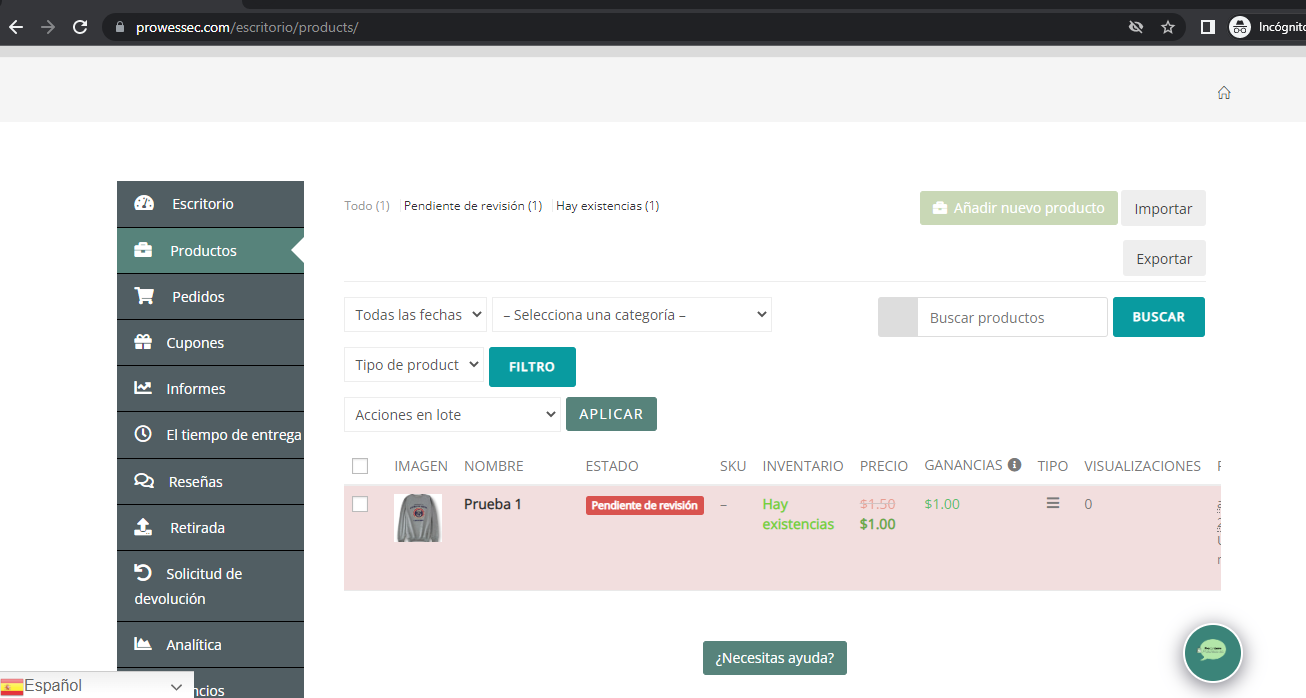 prowessec.com/escritorio/products/
Incógnito
Escritorio
Productos
Pedidos
Cupones
Informes
El tiempo de entrega
Reseñas
Retirada
Solicitud de
devolución
Analítica
ncios
Español
Todo (1) Pendiente de revisión (1) Hay existencias (1)
Añadir nuevo producto
Importar
Exportar
Todas las fechas
– Selecciona una categoría –
Buscar productos
BUSCAR
Tipo de product
FILTRO
Acciones en lote
APLICAR
IMAGEN NOMBRE ESTADO SKU INVENTARIO PRECIO GANANCIAS TIPO VISUALIZACIONES
Prueba 1 Pendiente de revisión – Hay existencias $1.50 $1.00 $1.00 0
¿Necesitas ayuda?